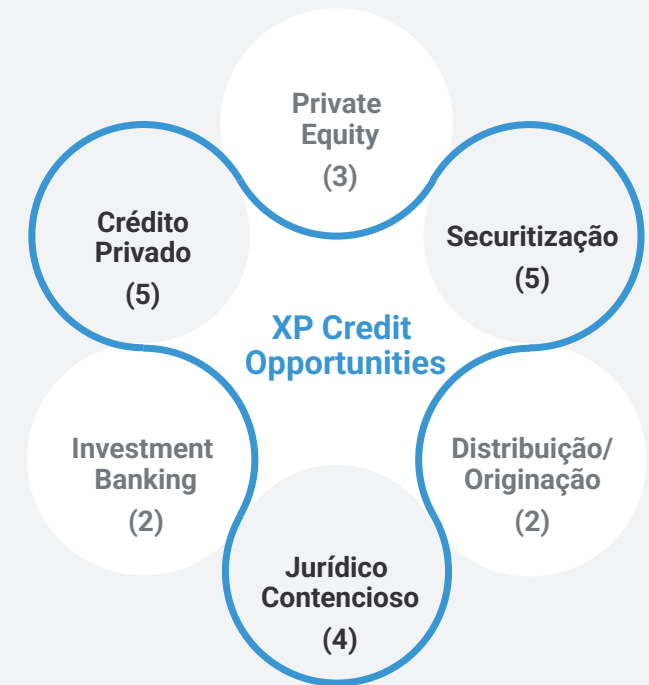 Private
Equity
(3)
Crédito
Privado
(5)
Securitização
(5)
XP Credit
Opportunities
Investment
Banking
(2)
Distribuição/
Originação
(2)
Jurídico
Contencioso
(4)